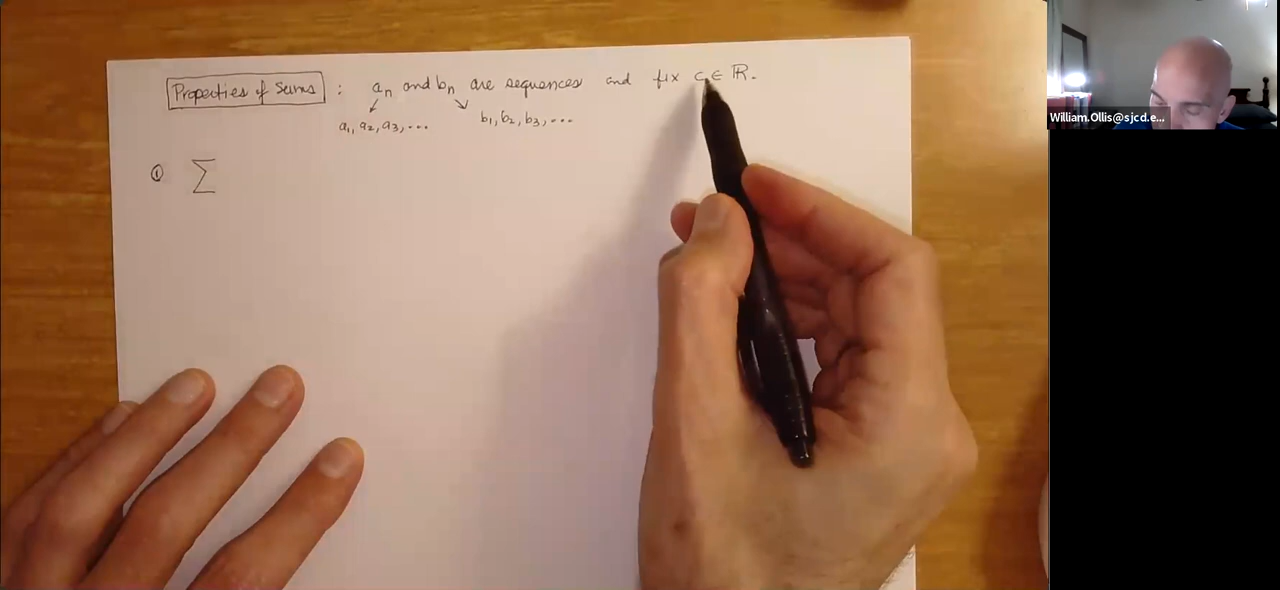 Properties of Sums : an and bn are sequences and fix c ∈ ℝ.
a1, a2, a3, ... b1, b2, b3, ...
① Σ
William.Ollis@sjcd.e...